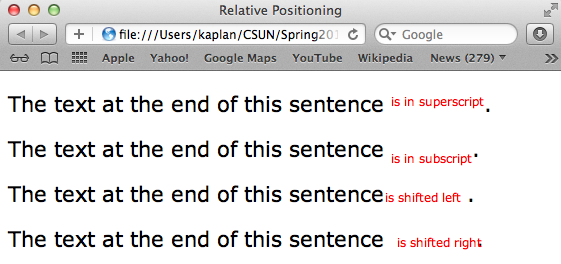 Relative Positioning
file:///Users/kaplan/CSUN/Spring201
Google
Apple Yahoo! Google Maps YouTube Wikipedia News (279) ▾
The text at the end of this sentence is in superscript.
The text at the end of this sentence is in subscript.
The text at the end of this sentence is shifted left .
The text at the end of this sentence is shifted right.